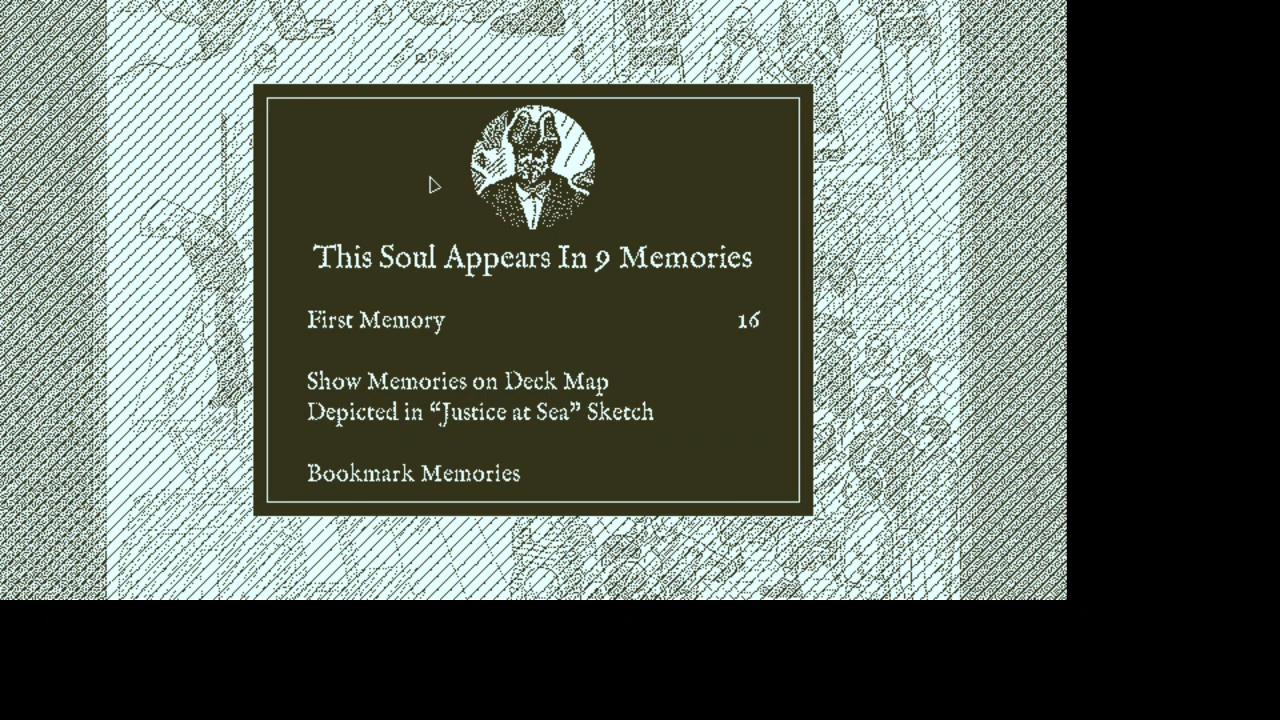 This Soul Appears In 9 Memories
First Memory 16
Show Memories on Deck Map
Depicted in “Justice at Sea” Sketch
Bookmark Memories